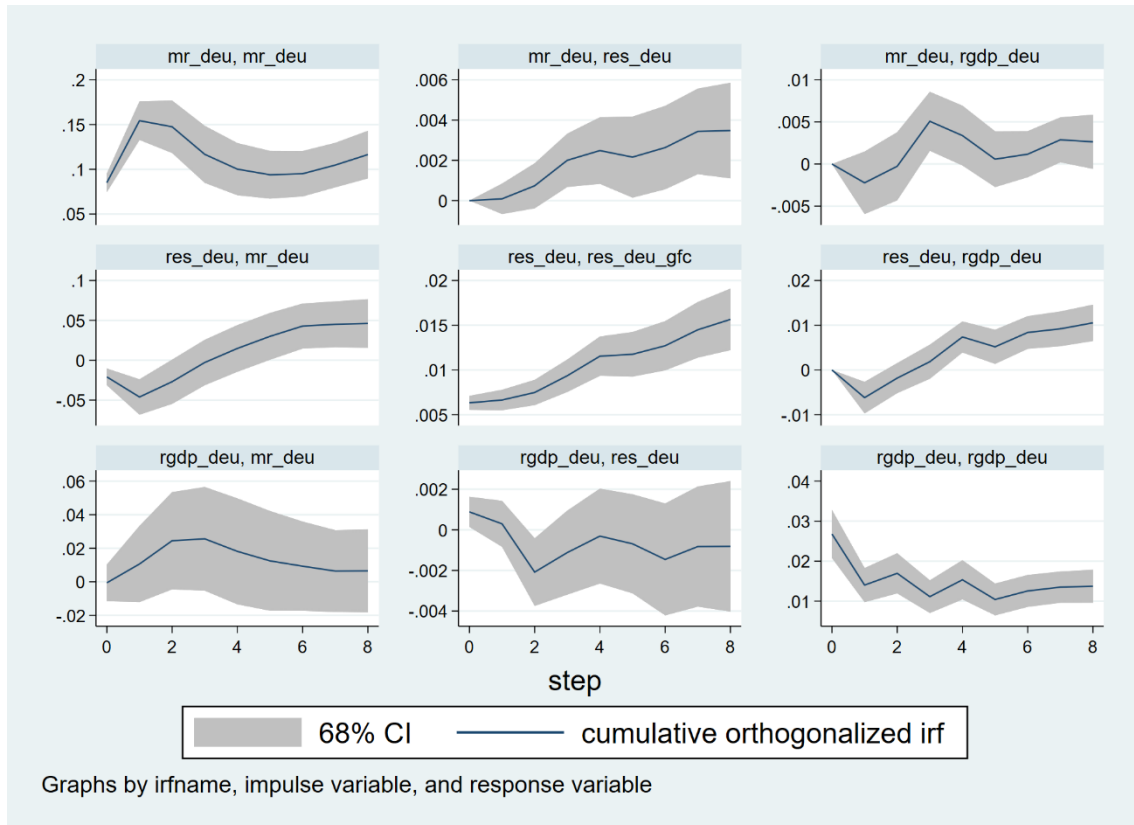 mr_deu, mr_deu
mr_deu, res_deu
mr_deu, rgdp_deu
.2
.15
.1
.05
.006
.004
.002
0
.01
.005
0
-.005
res_deu, mr_deu
res_deu, res_deu_gfc
res_deu, rgdp_deu
.1
.05
0
-.05
.02
.015
.01
.005
.02
.01
0
-.01
rgdp_deu, mr_deu
rgdp_deu, res_deu
rgdp_deu, rgdp_deu
.06
.04
.02
0
-.02
.002
0
-.002
-.004
.04
.03
.02
.01
0 2 4 6 8
0 2 4 6 8
0 2 4 6 8
step
68% CI
cumulative orthogonalized irf
Graphs by irfname, impulse variable, and response variable